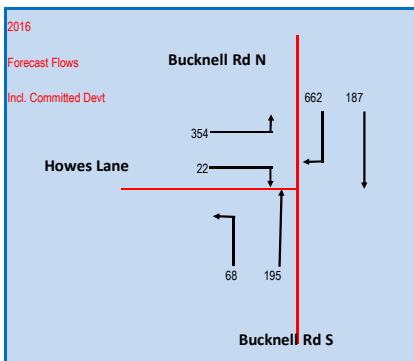 2016
Forecast Flows
Bucknell Rd N
Incl. Committed Devt
662 187
354
Howes Lane
22
68 195
Bucknell Rd S